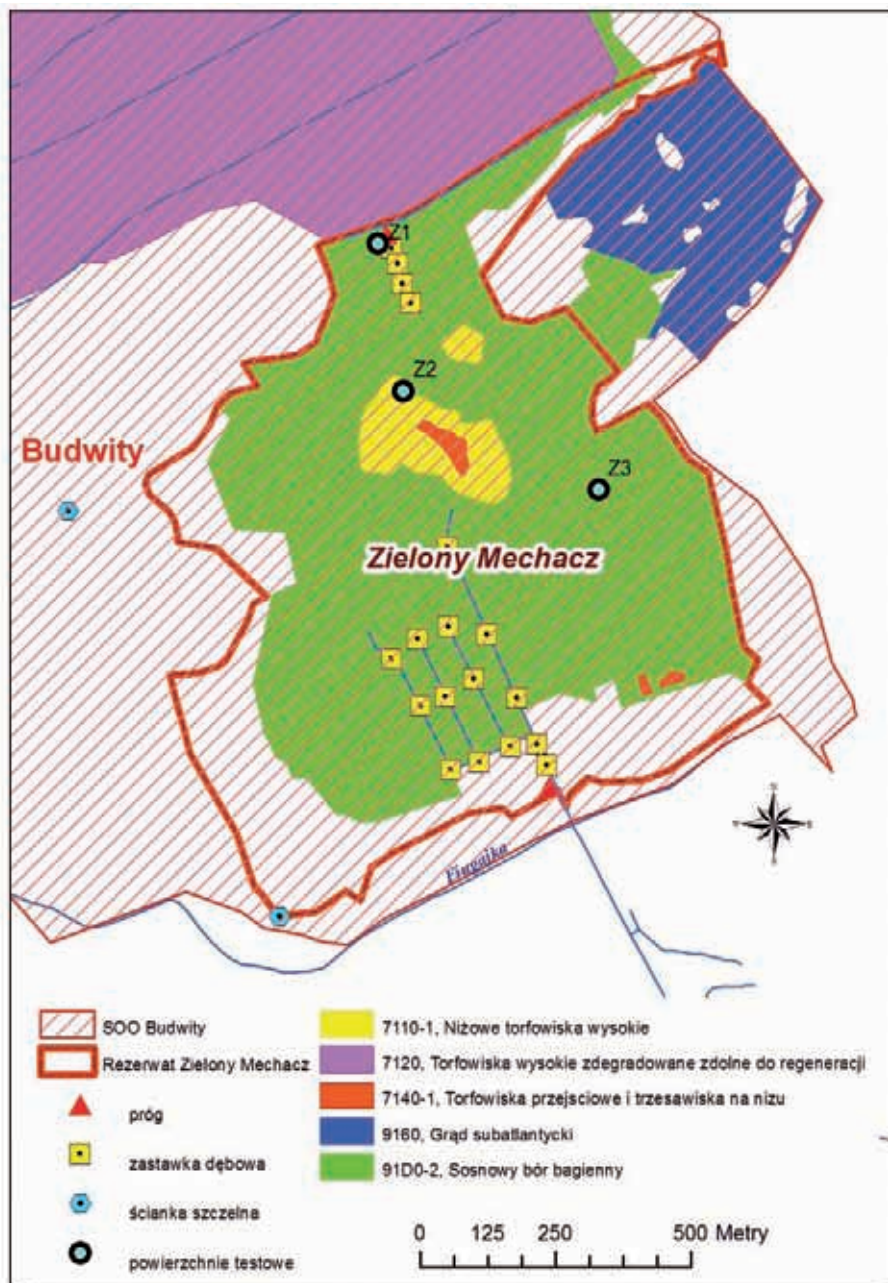 Z1
Z2
Budwity
Z3
Zielony Mechacz
SOO Budwity
Rezerwat Zielony Mechacz
próg
zastawka dębowa
ścianka szczelna
powierzchnie testowe
7110-1, Niżowe torfowiska wysokie
7120, Torfowiska wysokie zdegradowane zdolne do regeneracji
7140-1, Torfowiska przejściowe i trzesawiska na nizu
9160, Grąd subatlantycki
91D0-2, Sosnowy bór bagienny
0 125 250 500 Metry